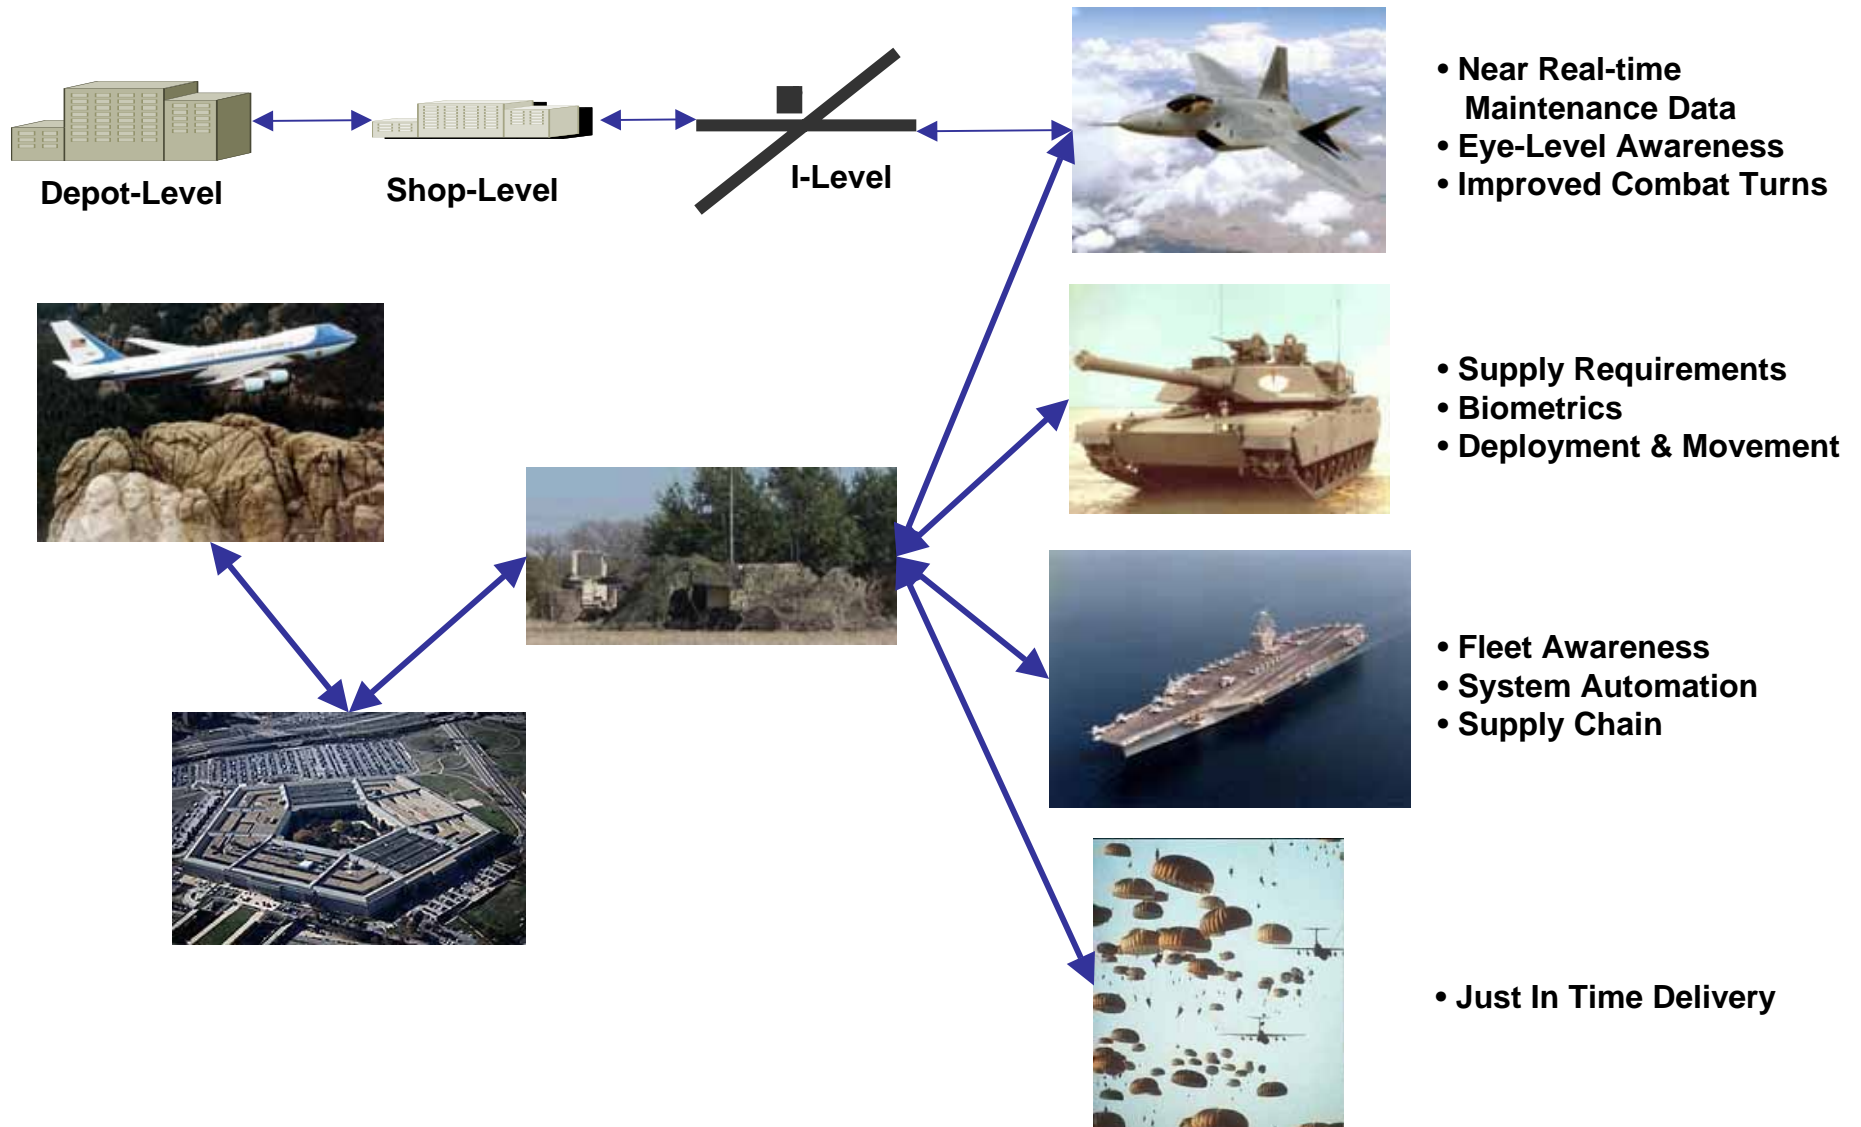 Depot-Level
Shop-Level
I-Level
• Near Real-time
Maintenance Data
• Eye-Level Awareness
• Improved Combat Turns
• Supply Requirements
• Biometrics
• Deployment & Movement
• Fleet Awareness
• System Automation
• Supply Chain
• Just In Time Delivery